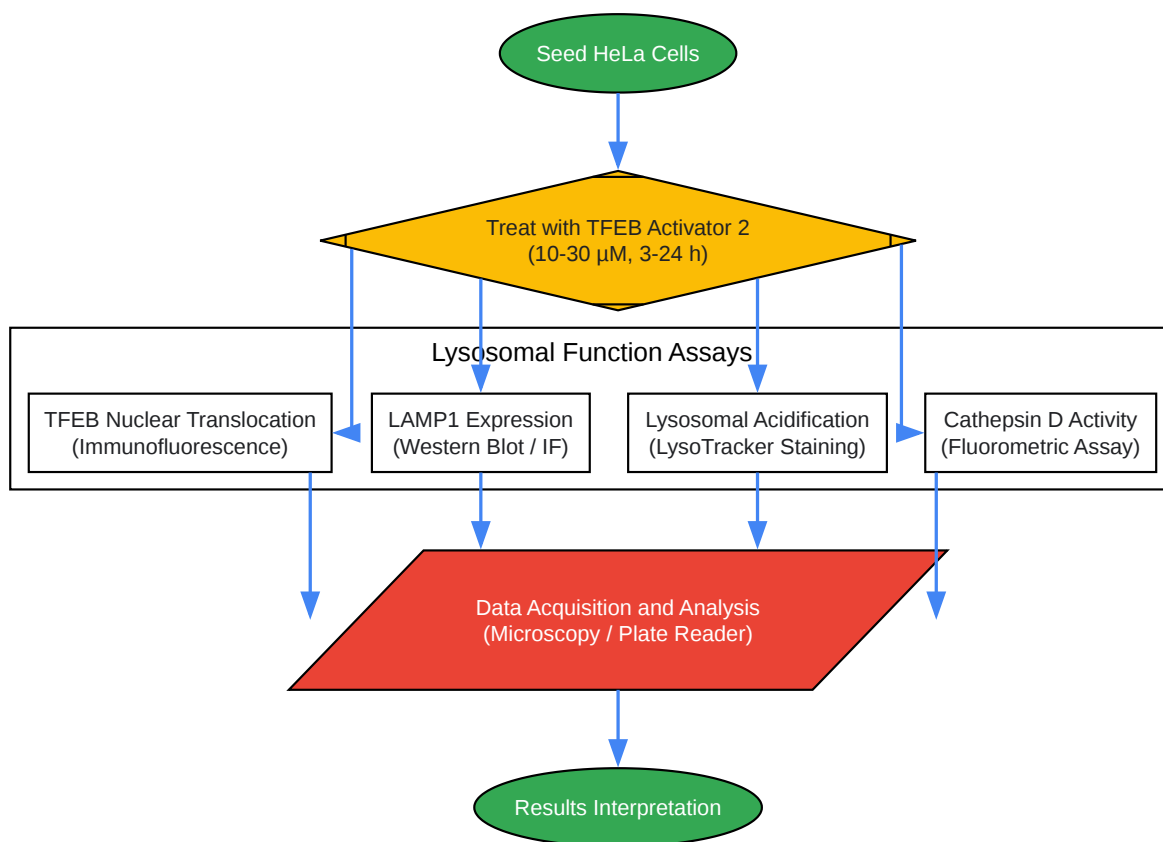 Seed HeLa Cells
Treat with TFEB Activator 2
(10-30 µM, 3-24 h)
Lysosomal Function Assays
TFEB Nuclear Translocation
(Immunofluorescence)
LAMP1 Expression
(Western Blot / IF)
Lysosomal Acidification
(LysoTracker Staining)
Cathepsin D Activity
(Fluorometric Assay)
Data Acquisition and Analysis
(Microscopy / Plate Reader)
Results Interpretation